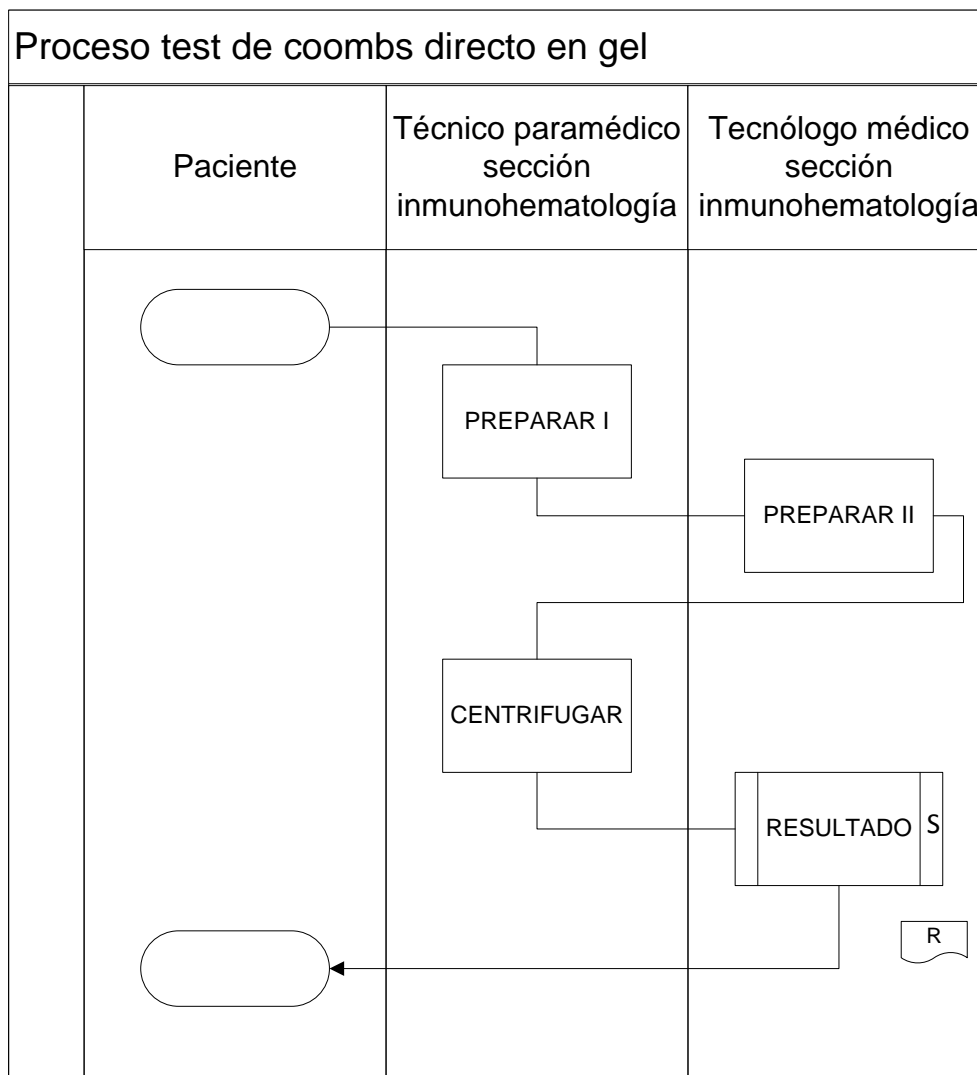 Proceso test de coombs directo en gel
Paciente
Técnico paramédico
sección
inmunohematología
Tecnólogo médico
sección
inmunohematología
PREPARAR I
PREPARAR II
CENTRIFUGAR
RESULTADO S
R